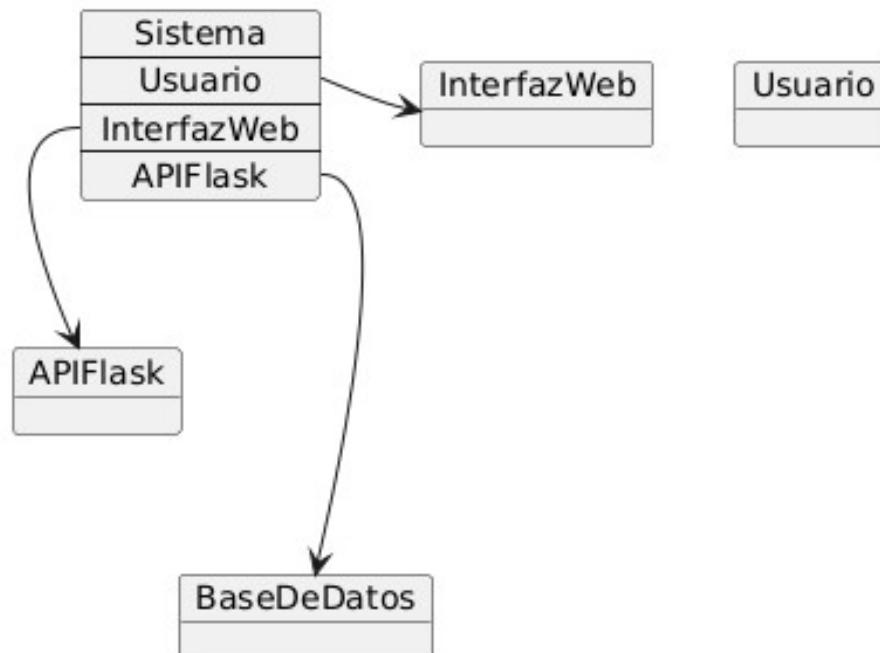 Sistema
Usuario
InterfazWeb
APIFlask
InterfazWeb
Usuario
APIFlask
BaseDeDatos